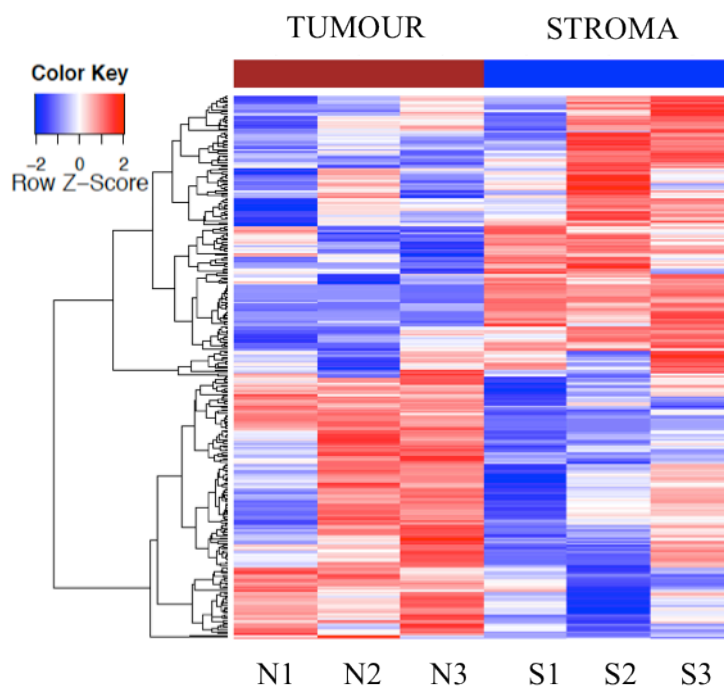 TUMOUR STROMA
Color Key
−2 0 2
Row Z−Score
N1 N2 N3 S1 S2 S3